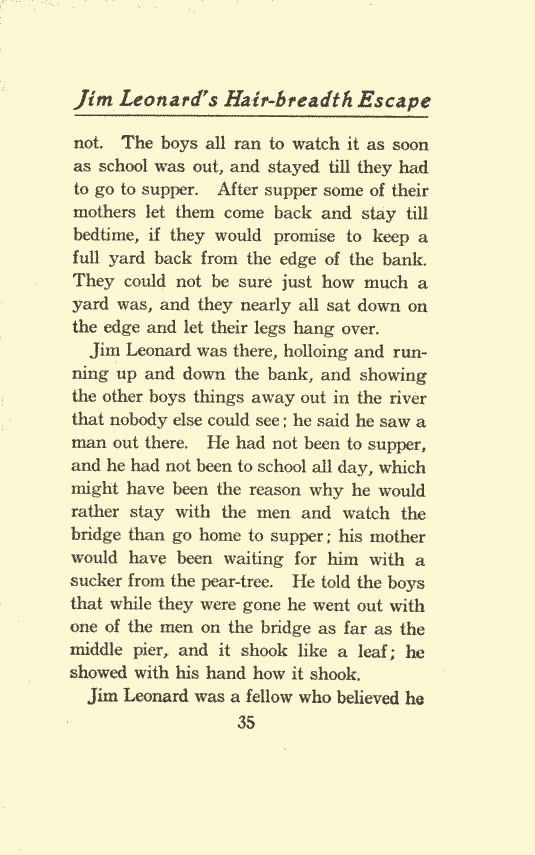 Jim Leonard's Hair-breadth Escape
not. The boys all ran to watch it as soon
as school was out, and stayed till they had
to go to supper. After supper some of their
mothers let them come back and stay till
bedtime, if they would promise to keep a
full yard back from the edge of the bank.
They could not be sure just how much a
yard was, and they nearly all sat down on
the edge and let their legs hang over.
Jim Leonard was there, holloing and run-
ning up and down the bank, and showing
the other boys things away out in the river
that nobody else could see; he said he saw a
man out there. He had not been to supper,
and he had not been to school all day, which
might have been the reason why he would
rather stay with the men and watch the
bridge than go home to supper; his mother
would have been waiting for him with a
sucker from the pear-tree. He told the boys
that while they were gone he went out with
one of the men on the bridge as far as the
middle pier, and it shook like a leaf; he
showed with his hand how it shook.
Jim Leonard was a fellow who believed he
35